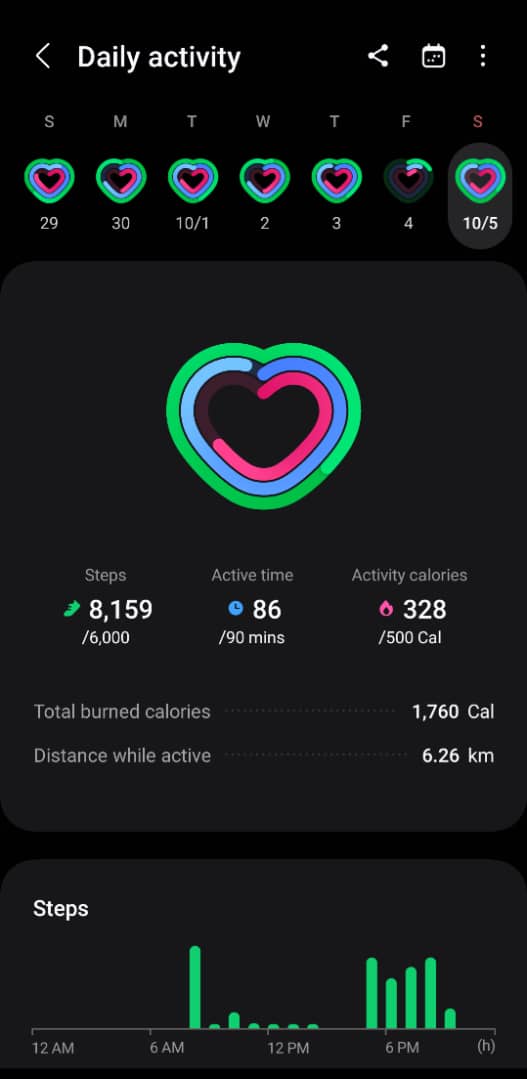 Daily activity
S M T W T F S
29 30 10/1 2 3 4 10/5
Steps Active time Activity calories
8,159 86 328
/6,000 /90 mins /500 Cal
Total burned calories 1,760 Cal
Distance while active 6.26 km
Steps
12 AM 6 AM 12 PM 6 PM (h)